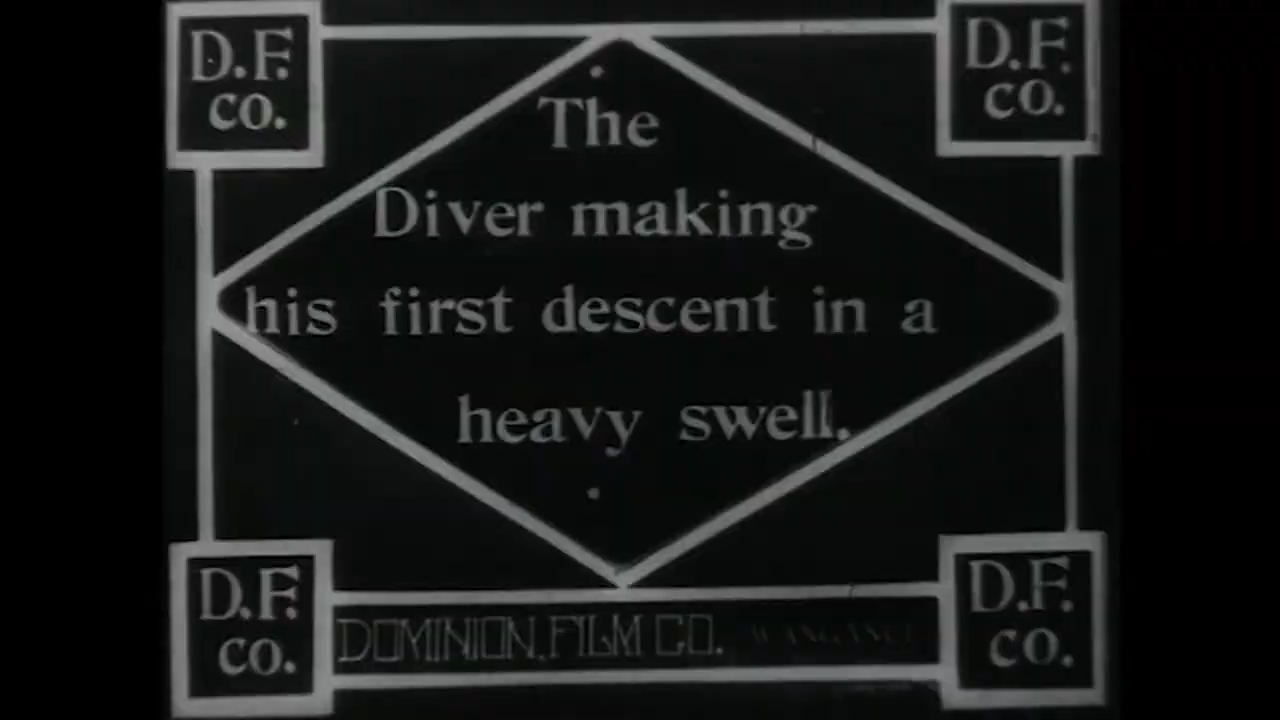 D.F. co.
D.F. co.
The
Diver making
his first descent in a
heavy swell.
D.F. co.
DOMINION. FILM CO.
D.F. co.